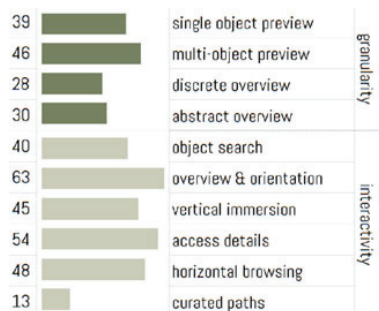 39 single object preview
46 multi-object preview
28 discrete overview
30 abstract overview
granularity
40 object search
63 overview & orientation
45 vertical immersion
54 access details
48 horizontal browsing
13 curated paths
interactivity